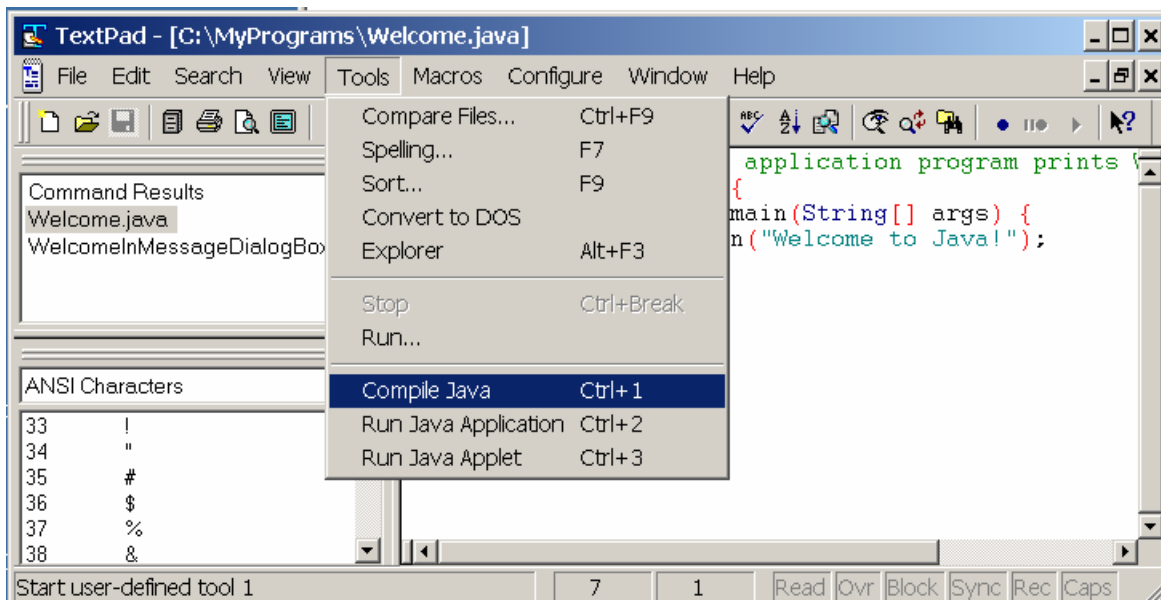 TextPad - [C:\MyPrograms\Welcome.java]
File Edit Search View Tools Macros Configure Window Help
Compare Files... Ctrl+F9
Spelling... F7
Sort... F9
Convert to DOS
Explorer Alt+F3
Stop Ctrl+Break
Run...
Compile Java Ctrl+1
Run Java Application Ctrl+2
Run Java Applet Ctrl+3
Command Results
Welcome.java
WelcomeInMessageDialogBox
ANSI Characters
33 !
34 "
35 #
36 $
37 %
38 &
application program prints
{
main(String[] args) {
n("Welcome to Java!");
Start user-defined tool 1 7 1 Read Ovr Block Sync Rec Caps